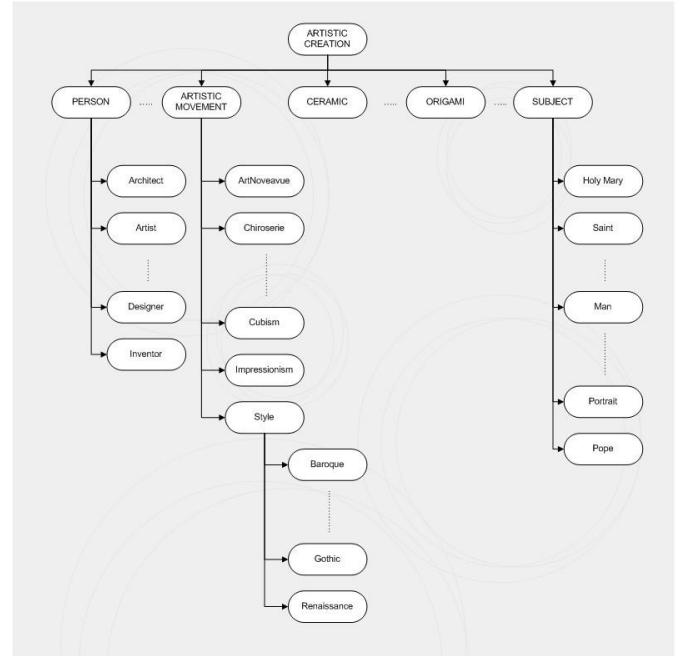 ARTISTIC
CREATION
PERSON ..... ARTISTIC
MOVEMENT CERAMIC ..... ORIGAMI ..... SUBJECT
Architect
Artist
Designer
Inventor
ArtNoveavue
Chiroserie
Cubism
Impressionism
Style
Baroque
Gothic
Renaissance
Holy Mary
Saint
Man
Portrait
Pope